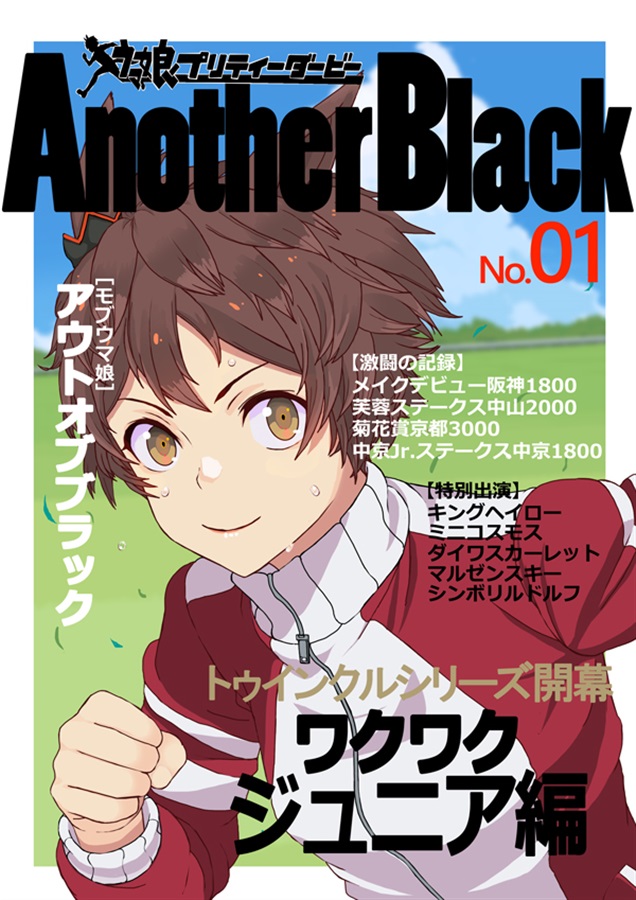 ウマ娘プリティーダービー
Another Black
No.01
[モブウマ娘]
アウトオブブラック
【激闘の記録】
メイクデビュー阪神1800
芙蓉ステークス中山2000
菊花賞京都3000
中京Jr.ステークス中京1800
【特別出演】
キングヘイロー
ミニコスモス
ダイワスカーレット
マルゼンスキー
シンボリルドルフ
トゥインクルシリーズ開幕
ワクワク
ジュニア編